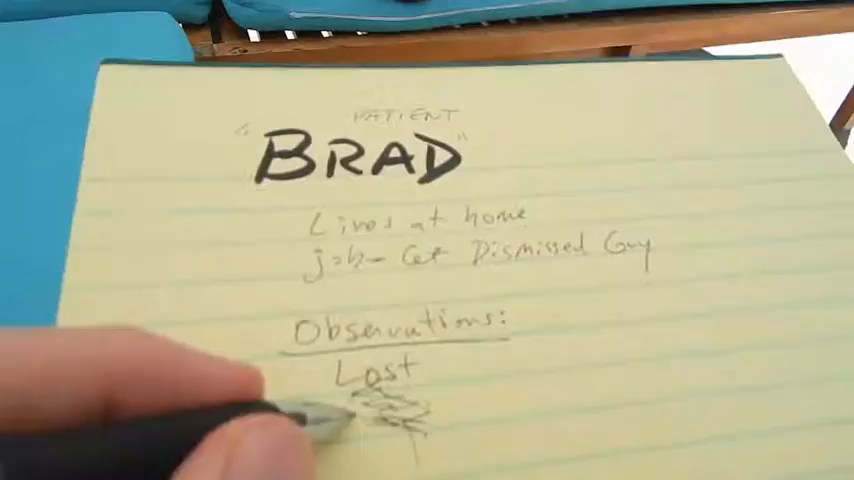 PATIENT
"BRAD"
Lives at home
job- Get Dismissed Guy
Observations:
Lost